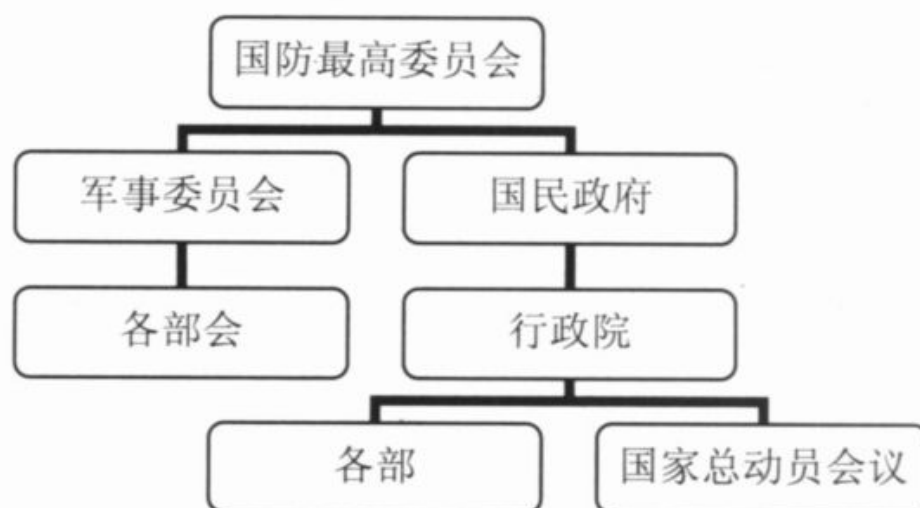 国防最高委员会
军事委员会
国民政府
各部会
行政院
各部
国家总动员会议